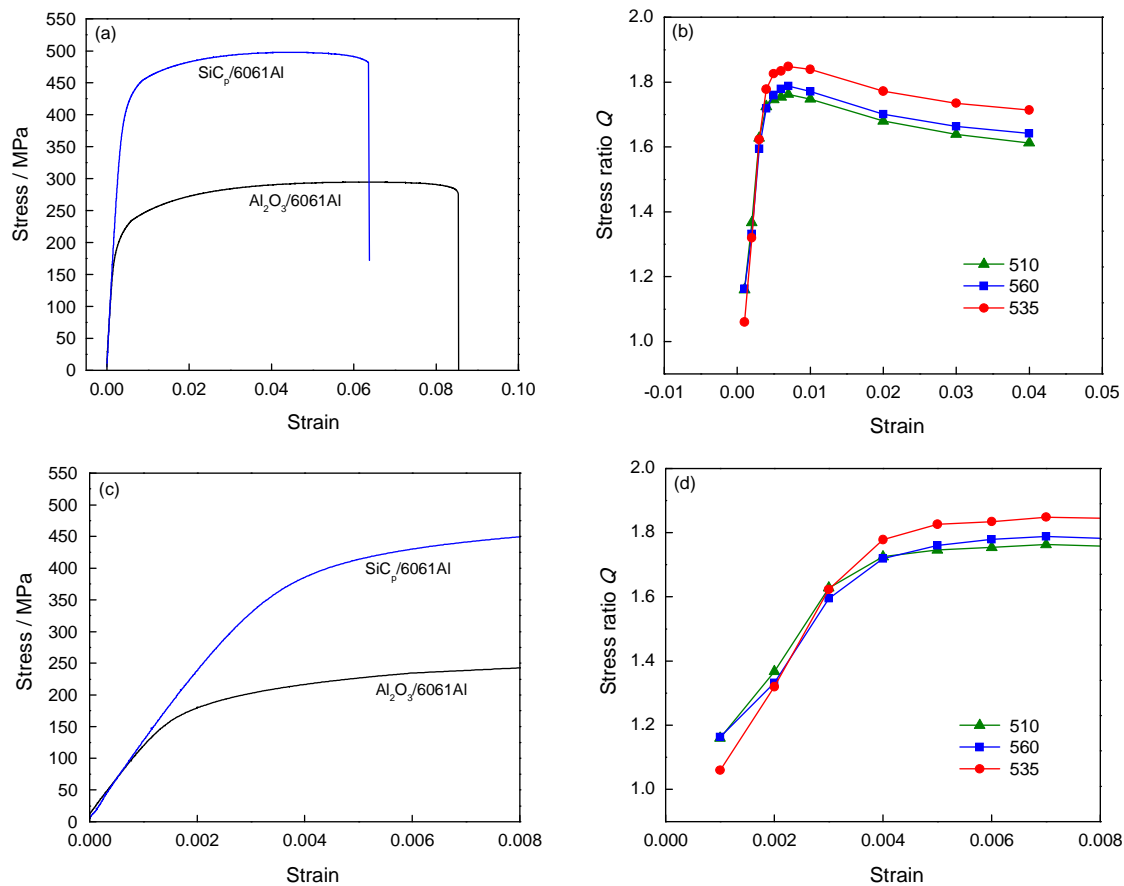 (a)
550
500
450
400
350
300
250
200
150
100
50
0
Stress / MPa
SiCp/6061Al
Al2O3/6061Al
0.00 0.02 0.04 0.06 0.08 0.10
Strain
(b)
2.0
1.8
1.6
1.4
1.2
1.0
Stress ratio Q
510
560
535
-0.01 0.00 0.01 0.02 0.03 0.04 0.05
Strain
(c)
550
500
450
400
350
300
250
200
150
100
50
0
Stress / MPa
SiCp/6061Al
Al2O3/6061Al
0.000 0.002 0.004 0.006 0.008
Strain
(d)
2.0
1.8
1.6
1.4
1.2
1.0
Stress ratio Q
510
560
535
0.000 0.002 0.004 0.006 0.008
Strain